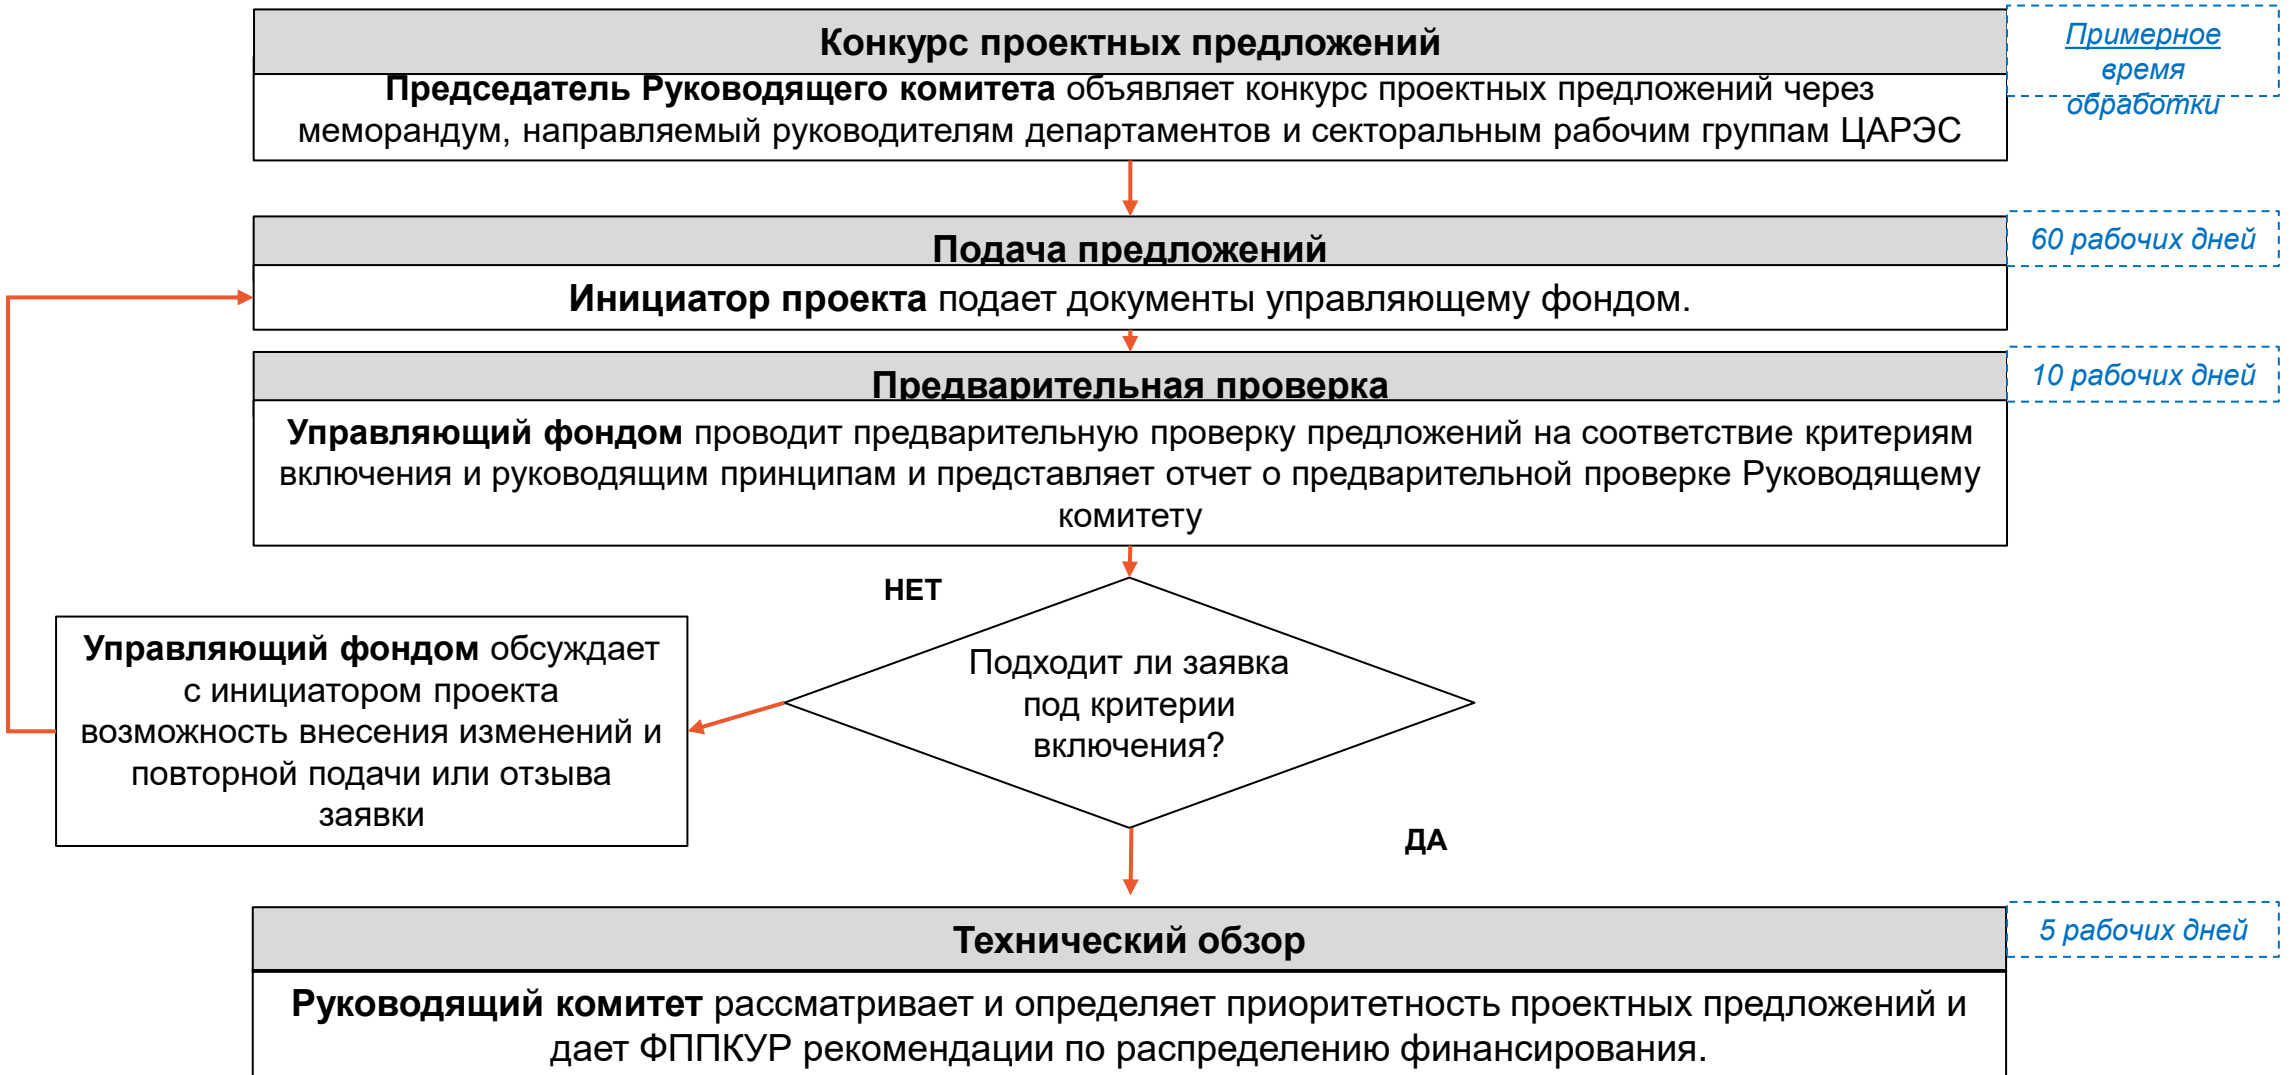 Конкурс проектных предложений
Примерное
время
обработки
Председатель Руководящего комитета объявляет конкурс проектных предложений через
меморандум, направляемый руководителям департаментов и секторальным рабочим группам ЦАРЭС
Подача предложений
60 рабочих дней
Инициатор проекта подает документы управляющему фондом.
Предварительная проверка
10 рабочих дней
Управляющий фондом проводит предварительную проверку предложений на соответствие критериям
включения и руководящим принципам и представляет отчет о предварительной проверке Руководящему
комитету
НЕТ
Управляющий фондом обсуждает
с инициатором проекта
возможность внесения изменений и
повторной подачи или отзыва
заявки
Подходит ли заявка
под критерии
включения?
ДА
Технический обзор
5 рабочих дней
Руководящий комитет рассматривает и определяет приоритетность проектных предложений и
дает ФППКУР рекомендации по распределению финансирования.